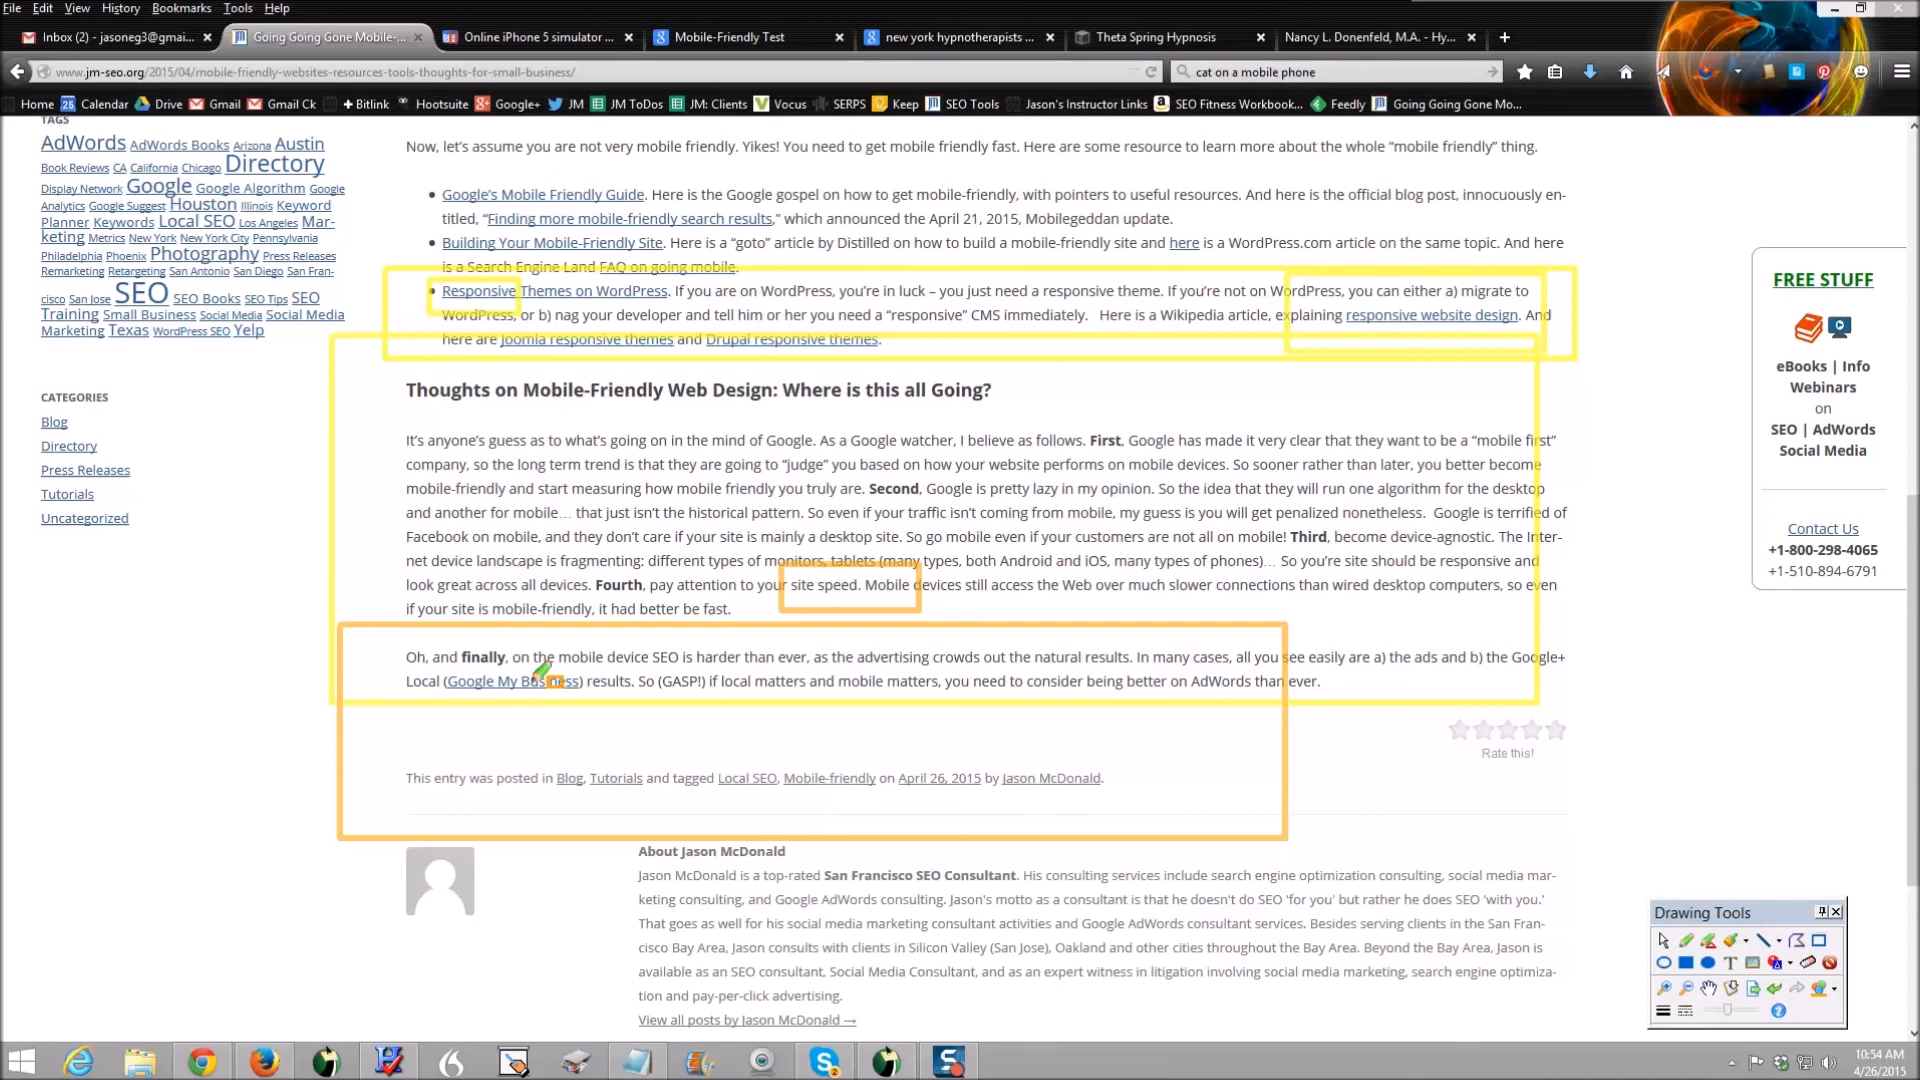 File Edit View History Bookmarks Tools Help
Inbox (2) - jasoneg3@gmai... × Going Going Gone Mobile-... × Online iPhone 5 simulator ... × Mobile-Friendly Test × new york hypnotherapists ... × Theta Spring Hypnosis × Nancy L. Donenfeld, M.A. - Hy... × +
www.jm-seo.org/2015/04/mobile-friendly-websites-resources-tools-thoughts-for-small-business/ cat on a mobile phone
Home 25 Calendar Drive Gmail Gmail Ck + Bitlink Hootsuite Google+ JM JM ToDos JM: Clients Vocus SERPS Keep SEO Tools Jason's Instructor Links SEO Fitness Workbook... Feedly Going Going Gone Mo...
TAGS
AdWords AdWords Books Arizona Austin
Book Reviews CA California Chicago Directory
Display Network Google Google Algorithm Google
Analytics Google Suggest Houston Illinois Keyword
Planner Keywords Local SEO Los Angeles Mar-
keting Metrics New York New York City Pennsylvania
Philadelphia Phoenix Photography Press Releases
Remarketing Retargeting San Antonio San Diego San Fran-
cisco San Jose SEO SEO Books SEO Tips SEO
Training Small Business Social Media Social Media
Marketing Texas WordPress SEO Yelp
CATEGORIES
Blog
Directory
Press Releases
Tutorials
Uncategorized
Now, let's assume you are not very mobile friendly. Yikes! You need to get mobile friendly fast. Here are some resource to learn more about the whole “mobile friendly” thing.
• Google's Mobile Friendly Guide. Here is the Google gospel on how to get mobile-friendly, with pointers to useful resources. And here is the official blog post, innocuously en-
titled, “Finding more mobile-friendly search results,” which announced the April 21, 2015, Mobilegeddan update.
• Building Your Mobile-Friendly Site. Here is a “goto” article by Distilled on how to build a mobile-friendly site and here is a WordPress.com article on the same topic. And here
is a Search Engine Land FAQ on going mobile.
• Responsive Themes on WordPress. If you are on WordPress, you're in luck – you just need a responsive theme. If you're not on WordPress, you can either a) migrate to
WordPress, or b) nag your developer and tell him or her you need a “responsive” CMS immediately. Here is a Wikipedia article, explaining responsive website design. And
here are Joomla responsive themes and Drupal responsive themes.
Thoughts on Mobile-Friendly Web Design: Where is this all Going?
It's anyone's guess as to what's going on in the mind of Google. As a Google watcher, I believe as follows. First, Google has made it very clear that they want to be a “mobile first”
company, so the long term trend is that they are going to “judge” you based on how your website performs on mobile devices. So sooner rather than later, you better become
mobile-friendly and start measuring how mobile friendly you truly are. Second, Google is pretty lazy in my opinion. So the idea that they will run one algorithm for the desktop
and another for mobile… that just isn't the historical pattern. So even if your traffic isn't coming from mobile, my guess is you will get penalized nonetheless. Google is terrified of
Facebook on mobile, and they don't care if your site is mainly a desktop site. So go mobile even if your customers are not all on mobile! Third, become device-agnostic. The Inter-
net device landscape is fragmenting: different types of monitors, tablets (many types, both Android and iOS, many types of phones)… So you're site should be responsive and
look great across all devices. Fourth, pay attention to your site speed. Mobile devices still access the Web over much slower connections than wired desktop computers, so even
if your site is mobile-friendly, it had better be fast.
Oh, and finally, on the mobile device SEO is harder than ever, as the advertising crowds out the natural results. In many cases, all you see easily are a) the ads and b) the Google+
Local (Google My Business) results. So (GASP!) if local matters and mobile matters, you need to consider being better on AdWords than ever.
Rate this!
This entry was posted in Blog, Tutorials and tagged Local SEO, Mobile-friendly on April 26, 2015 by Jason McDonald.
About Jason McDonald
Jason McDonald is a top-rated San Francisco SEO Consultant. His consulting services include search engine optimization consulting, social media mar-
keting consulting, and Google AdWords consulting. Jason's motto as a consultant is that he doesn't do SEO 'for you' but rather he does SEO 'with you.'
That goes as well for his social media marketing consultant activities and Google AdWords consultant services. Besides serving clients in the San Fran-
cisco Bay Area, Jason consults with clients in Silicon Valley (San Jose), Oakland and other cities throughout the Bay Area. Beyond the Bay Area, Jason is
available as an SEO consultant, Social Media Consultant, and as an expert witness in litigation involving social media marketing, search engine optimiza-
tion and pay-per-click advertising.
View all posts by Jason McDonald →
FREE STUFF
eBooks | Info
Webinars
on
SEO | AdWords
Social Media
Contact Us
+1-800-298-4065
+1-510-894-6791
Drawing Tools
10:54 AM
4/26/2015